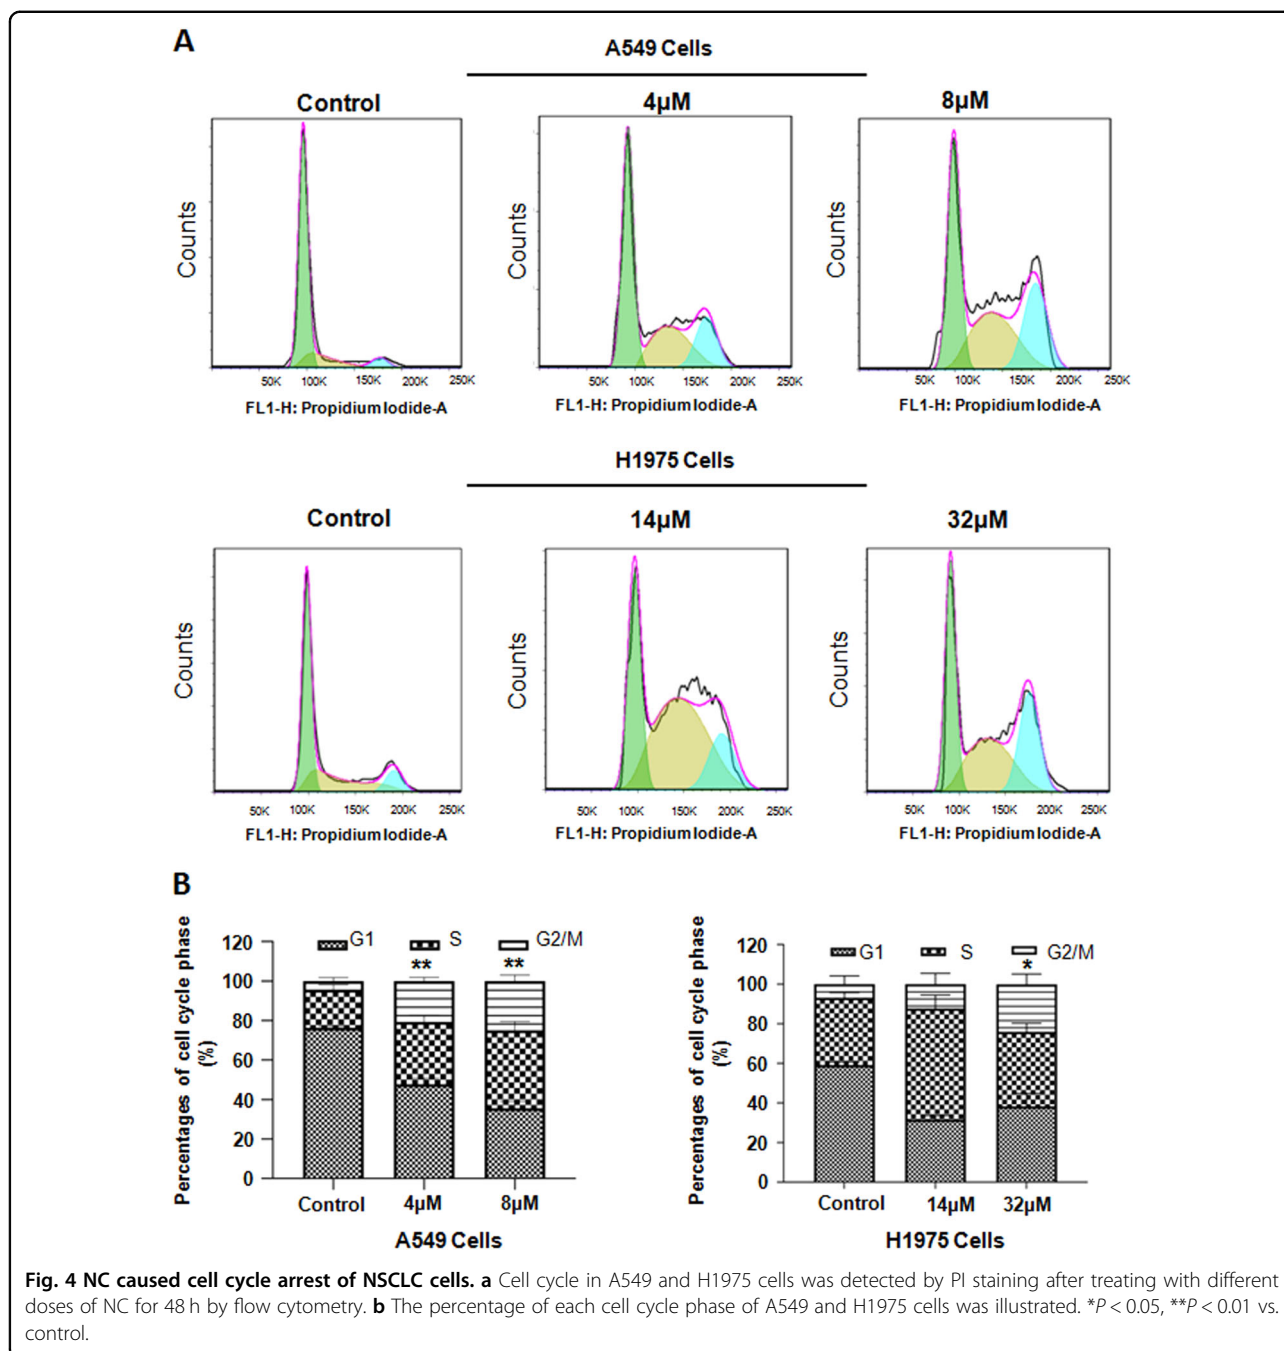 A
A549 Cells
Control
4µM
8µM
Counts
Counts
Counts
50K 100K 150K 200K 250K
50K 100K 150K 200K 250K
50K 100K 150K 200K 250K
FL1-H: Propidium Iodide-A
FL1-H: Propidium Iodide-A
FL1-H: Propidium Iodide-A
H1975 Cells
Control
14µM
32µM
Counts
Counts
Counts
50K 100K 150K 200K 250K
50K 100K 150K 200K 250K
50K 100K 150K 200K 250K
FL1-H: Propidium Iodide-A
FL1-H: Propidium Iodide-A
FL1-H: Propidium Iodide-A
B
Percentages of cell cycle phase
(%)
G1 S G2/M
120
100
80
60
40
20
0
** **
Control 4µM 8µM
A549 Cells
Percentages of cell cycle phase
(%)
G1 S G2/M
120
100
80
60
40
20
0
*
Control 14µM 32µM
H1975 Cells
Fig. 4 NC caused cell cycle arrest of NSCLC cells. a Cell cycle in A549 and H1975 cells was detected by PI staining after treating with different
doses of NC for 48 h by flow cytometry. b The percentage of each cell cycle phase of A549 and H1975 cells was illustrated. *P < 0.05, **P < 0.01 vs.
control.